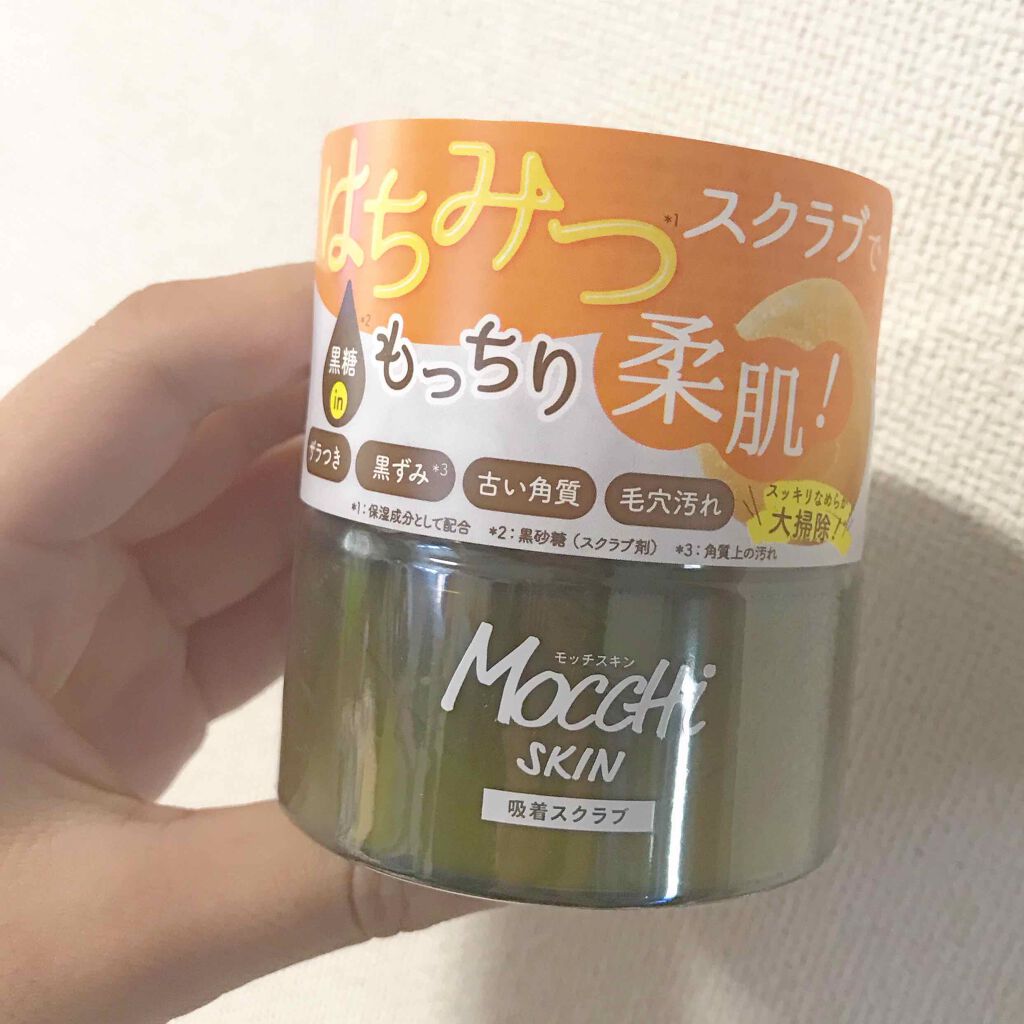 はちみつ*1スクラブで
黒糖
in
*2
もっちり柔肌!
ザラつき
黒ずみ*3
古い角質
毛穴汚れ
スッキリなめらか
大掃除!
*1:保湿成分として配合 *2:黒砂糖(スクラブ剤) *3:角質上の汚れ
モッチスキン
MOCCHi
SKIN
吸着スクラブ